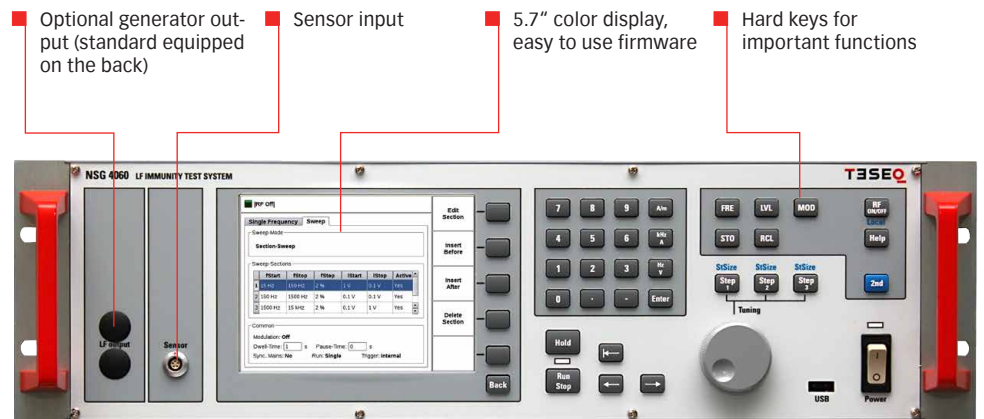 Optional generator out-
put (standard equipped
on the back)
Sensor input
5.7” color display,
easy to use firmware
Hard keys for
important functions
NSG 4060 LF IMMUNITY TEST SYSTEM
TESEQ
LF output
Sensor
[RF Off]
Single Frequency Sweep
Sweep Mode
Section-Sweep
Sweep Sections
fStart fStop fStep lStart lStop Active
1 15 Hz 150 Hz 2 % 1 V 0.1 V Yes
2 150 Hz 1500 Hz 2 % 0.1 V 0.1 V Yes
3 1500 Hz 15 kHz 2 % 0.1 V 1 V Yes
Common
Modulation: Off
Dwell-Time: 1 s Pause-Time: 0 s
Sync. Mains: No Run: Single Trigger: Internal
Edit
Section
Insert
Before
Insert
After
Delete
Section
Back
7 8 9 A/m
4 5 6 kHz
A
1 2 3 Hz
V
0 . - Enter
Hold
Run
Stop
FRE LVL MOD
STO RCL
RF
ON/OFF
Local
Help
2nd
StSize StSize StSize
Step Step
2 Step
3
Tuning
USB
Power